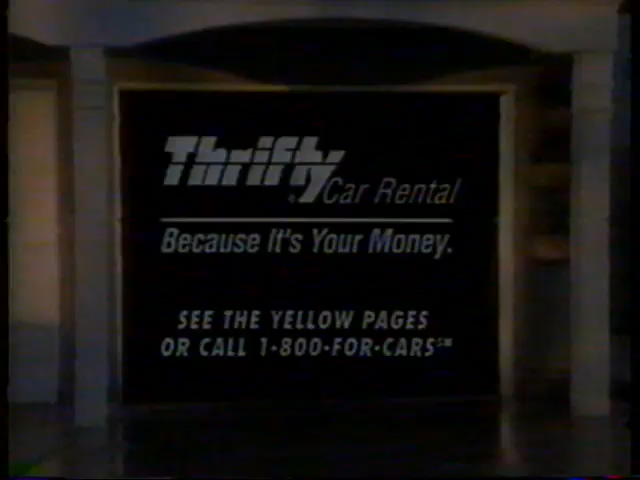 Thrifty Car Rental
Because It's Your Money.
SEE THE YELLOW PAGES
OR CALL 1-800-FOR-CARS℠